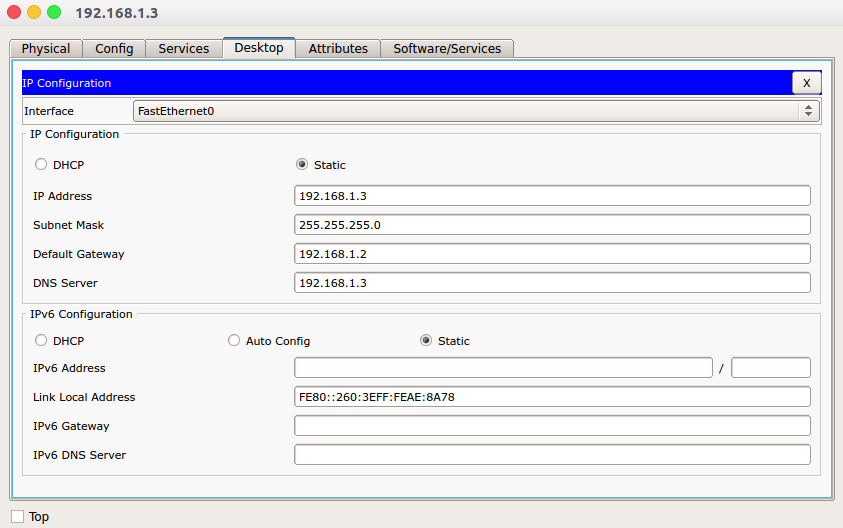 192.168.1.3
Physical Config Services Desktop Attributes Software/Services
IP Configuration X
Interface FastEthernet0
IP Configuration
DHCP Static
IP Address 192.168.1.3
Subnet Mask 255.255.255.0
Default Gateway 192.168.1.2
DNS Server 192.168.1.3
IPv6 Configuration
DHCP Auto Config Static
IPv6 Address /
Link Local Address FE80::260:3EFF:FEAE:8A78
IPv6 Gateway
IPv6 DNS Server
Top